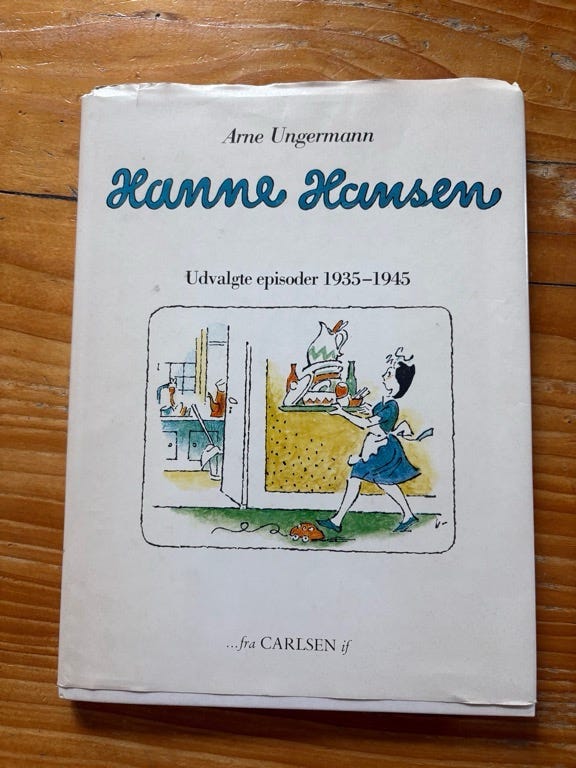 Arne Ungermann
Hanne Hansen
Udvalgte episoder 1935–1945
...fra CARLSEN if